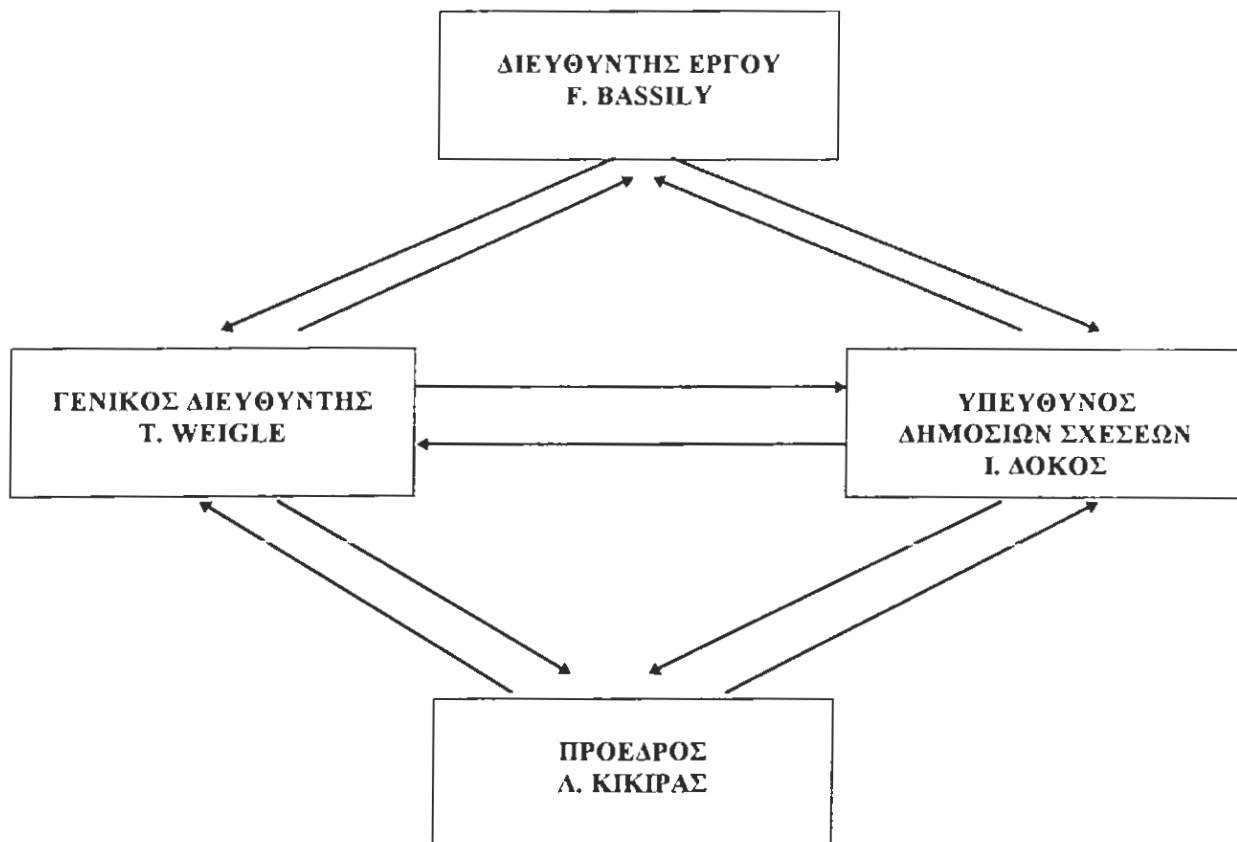 ΔΙΕΥΘΥΝΤΗΣ ΕΡΓΟΥ
F. BASSILY
ΓΕΝΙΚΟΣ ΔΙΕΥΘΥΝΤΗΣ
T. WEIGLE
ΥΠΕΥΘΥΝΟΣ
ΔΗΜΟΣΙΩΝ ΣΧΕΣΕΩΝ
Ι. ΔΟΚΟΣ
ΠΡΟΕΔΡΟΣ
Λ. ΚΙΚΙΡΑΣ